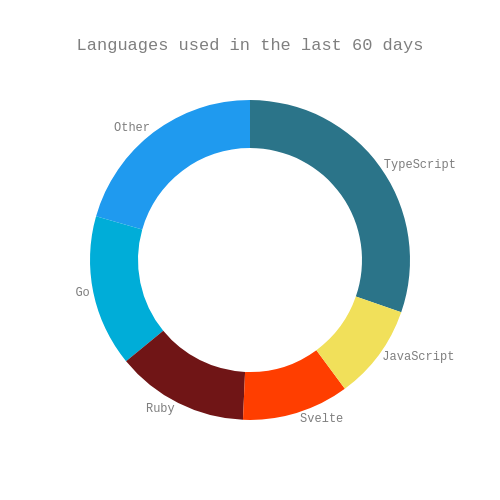 Languages used in the last 60 days
Other
TypeScript
Go
JavaScript
Ruby
Svelte